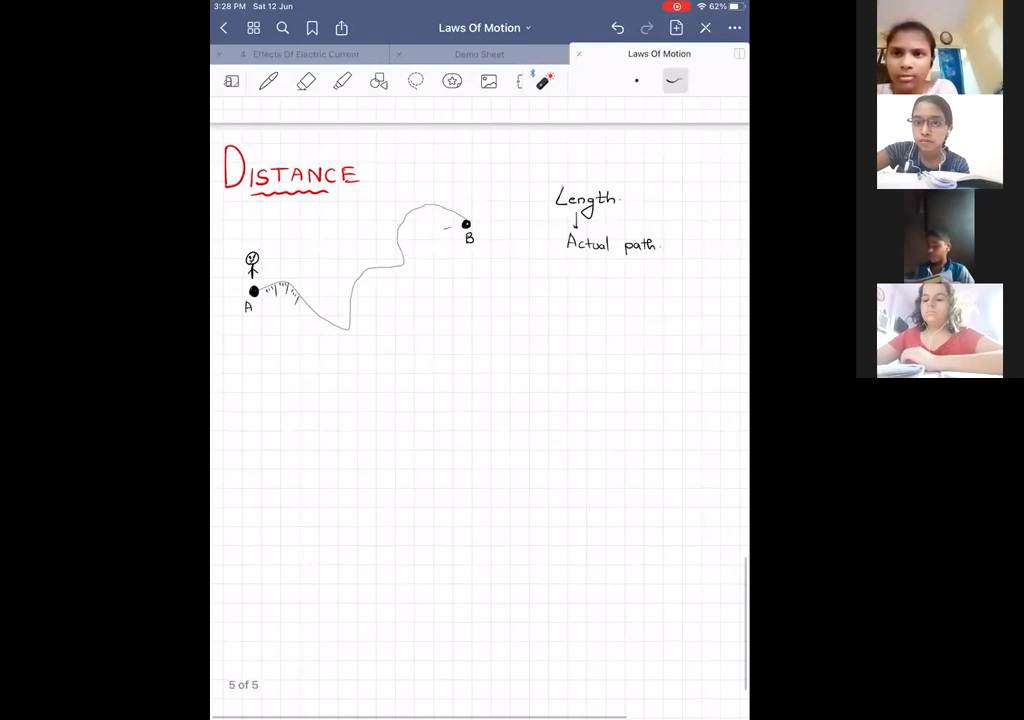 3:28 PM Sat 12 Jun
62%
Laws Of Motion
4. Effects Of Electric Current
Demo Sheet
Laws Of Motion
DISTANCE
Length.
Actual path.
B
A
5 of 5